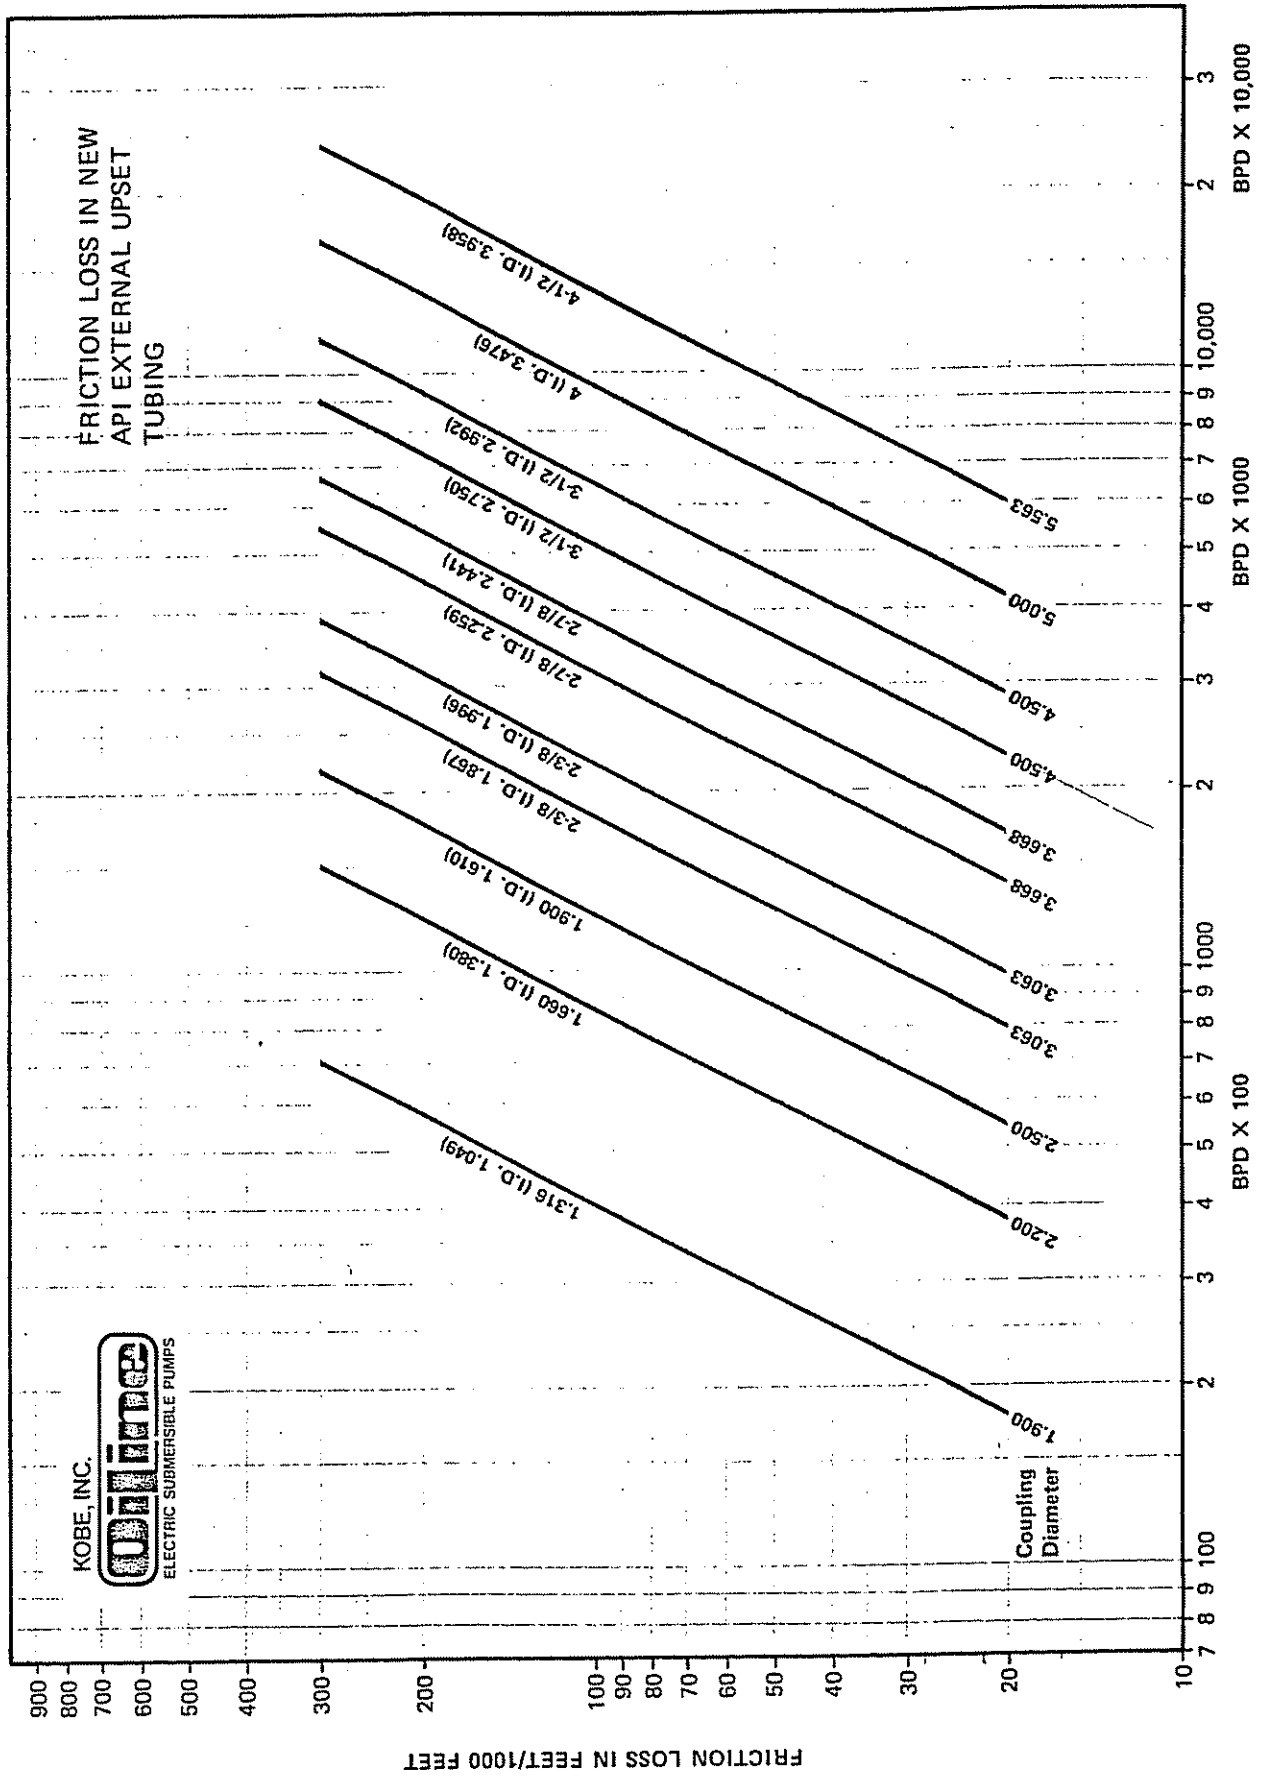 KOBE, INC.
Oilline
ELECTRIC SUBMERSIBLE PUMPS
FRICTION LOSS IN NEW
API EXTERNAL UPSET
TUBING
FRICTION LOSS IN FEET/1000 FEET
900
800
700
600
500
400
300
200
100
90
80
70
60
50
40
30
20
10
1.315 (I.D. 1.049)
1.660 (I.D. 1.380)
1.900 (I.D. 1.610)
2-3/8 (I.D. 1.867)
2-3/8 (I.D. 1.996)
2-7/8 (I.D. 2.259)
2-7/8 (I.D. 2.441)
3-1/2 (I.D. 2.750)
3-1/2 (I.D. 2.992)
4 (I.D. 3.476)
4-1/2 (I.D. 3.958)
Coupling
Diameter
1.900
2.200
2.500
3.063
3.063
3.668
3.668
4.500
4.500
5.000
5.563
7 8 9 100 2 3 4 5 6 7 8 9 1000 2 3 4 5 6 7 8 9 10,000 2 3
BPD X 100
BPD X 1000
BPD X 10,000